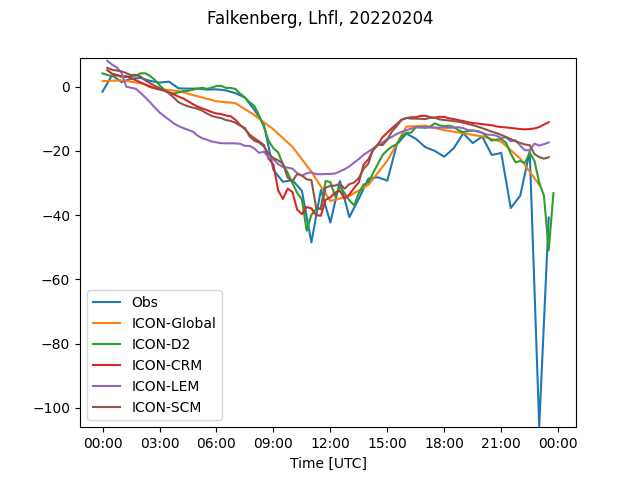 Falkenberg, Lhfl, 20220204
0
−20
−40
−60
−80
−100
Obs
ICON-Global
ICON-D2
ICON-CRM
ICON-LEM
ICON-SCM
00:00 03:00 06:00 09:00 12:00 15:00 18:00 21:00 00:00
Time [UTC]